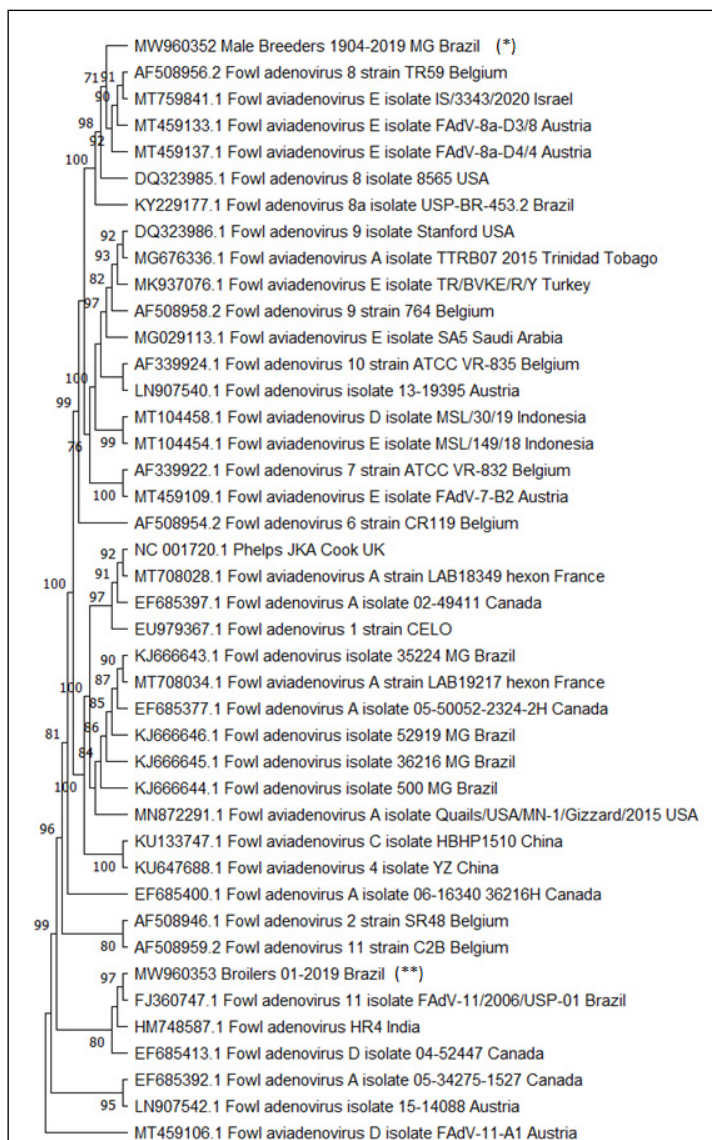 MW960352 Male Breeders 1904-2019 MG Brazil (*)
71 91 AF508956.2 Fowl adenovirus 8 strain TR59 Belgium
90 MT759841.1 Fowl aviadenovirus E isolate IS/3343/2020 Israel
98 MT459133.1 Fowl aviadenovirus E isolate FAdV-8a-D3/8 Austria
92 MT459137.1 Fowl aviadenovirus E isolate FAdV-8a-D4/4 Austria
100 DQ323985.1 Fowl adenovirus 8 isolate 8565 USA
KY229177.1 Fowl adenovirus 8a isolate USP-BR-453.2 Brazil
92 DQ323986.1 Fowl adenovirus 9 isolate Stanford USA
93 MG676336.1 Fowl aviadenovirus A isolate TTRB07 2015 Trinidad Tobago
82 MK937076.1 Fowl aviadenovirus E isolate TR/BVKE/R/Y Turkey
97 AF508958.2 Fowl adenovirus 9 strain 764 Belgium
MG029113.1 Fowl aviadenovirus E isolate SA5 Saudi Arabia
AF339924.1 Fowl adenovirus 10 strain ATCC VR-835 Belgium
100 LN907540.1 Fowl adenovirus isolate 13-19395 Austria
99 MT104458.1 Fowl aviadenovirus D isolate MSL/30/19 Indonesia
76 99 MT104454.1 Fowl aviadenovirus E isolate MSL/149/18 Indonesia
AF339922.1 Fowl adenovirus 7 strain ATCC VR-832 Belgium
100 MT459109.1 Fowl aviadenovirus E isolate FAdV-7-B2 Austria
AF508954.2 Fowl adenovirus 6 strain CR119 Belgium
92 NC 001720.1 Phelps JKA Cook UK
91 MT708028.1 Fowl aviadenovirus A strain LAB18349 hexon France
100 97 EF685397.1 Fowl adenovirus A isolate 02-49411 Canada
EU979367.1 Fowl adenovirus 1 strain CELO
90 KJ666643.1 Fowl adenovirus isolate 35224 MG Brazil
100 87 MT708034.1 Fowl aviadenovirus A strain LAB19217 hexon France
85 EF685377.1 Fowl adenovirus A isolate 05-50052-2324-2H Canada
81 86 KJ666646.1 Fowl adenovirus isolate 52919 MG Brazil
84 KJ666645.1 Fowl adenovirus isolate 36216 MG Brazil
100 KJ666644.1 Fowl adenovirus isolate 500 MG Brazil
MN872291.1 Fowl aviadenovirus A isolate Quails/USA/MN-1/Gizzard/2015 USA
96 KU133747.1 Fowl aviadenovirus C isolate HBHP1510 China
100 KU647688.1 Fowl aviadenovirus 4 isolate YZ China
EF685400.1 Fowl adenovirus A isolate 06-16340 36216H Canada
99 AF508946.1 Fowl adenovirus 2 strain SR48 Belgium
80 AF508959.2 Fowl adenovirus 11 strain C2B Belgium
97 MW960353 Broilers 01-2019 Brazil (**)
FJ360747.1 Fowl adenovirus 11 isolate FAdV-11/2006/USP-01 Brazil
HM748587.1 Fowl adenovirus HR4 India
80 EF685413.1 Fowl adenovirus D isolate 04-52447 Canada
EF685392.1 Fowl adenovirus A isolate 05-34275-1527 Canada
95 LN907542.1 Fowl adenovirus isolate 15-14088 Austria
MT459106.1 Fowl aviadenovirus D isolate FAdV-11-A1 Austria